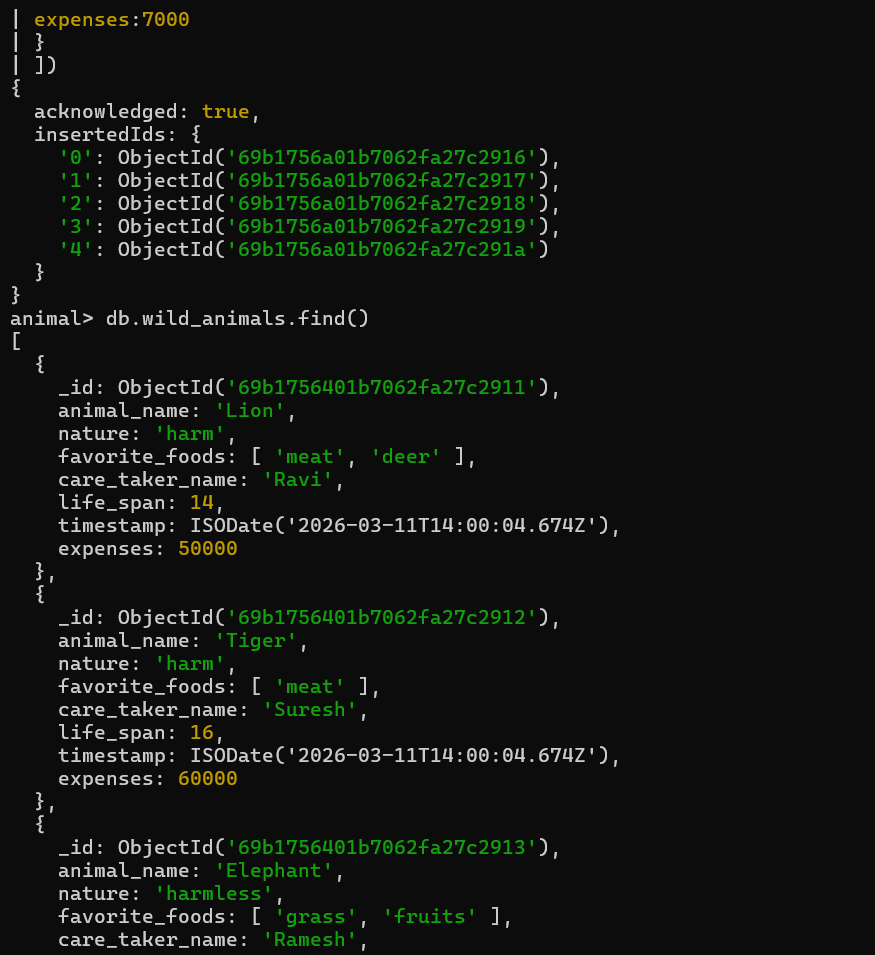 | expenses:7000
| }
| ])
{
  acknowledged: true,
  insertedIds: {
    '0': ObjectId('69b1756a01b7062fa27c2916'),
    '1': ObjectId('69b1756a01b7062fa27c2917'),
    '2': ObjectId('69b1756a01b7062fa27c2918'),
    '3': ObjectId('69b1756a01b7062fa27c2919'),
    '4': ObjectId('69b1756a01b7062fa27c291a')
  }
}
animal> db.wild_animals.find()
[
  {
    _id: ObjectId('69b1756401b7062fa27c2911'),
    animal_name: 'Lion',
    nature: 'harm',
    favorite_foods: [ 'meat', 'deer' ],
    care_taker_name: 'Ravi',
    life_span: 14,
    timestamp: ISODate('2026-03-11T14:00:04.674Z'),
    expenses: 50000
  },
  {
    _id: ObjectId('69b1756401b7062fa27c2912'),
    animal_name: 'Tiger',
    nature: 'harm',
    favorite_foods: [ 'meat' ],
    care_taker_name: 'Suresh',
    life_span: 16,
    timestamp: ISODate('2026-03-11T14:00:04.674Z'),
    expenses: 60000
  },
  {
    _id: ObjectId('69b1756401b7062fa27c2913'),
    animal_name: 'Elephant',
    nature: 'harmless',
    favorite_foods: [ 'grass', 'fruits' ],
    care_taker_name: 'Ramesh',